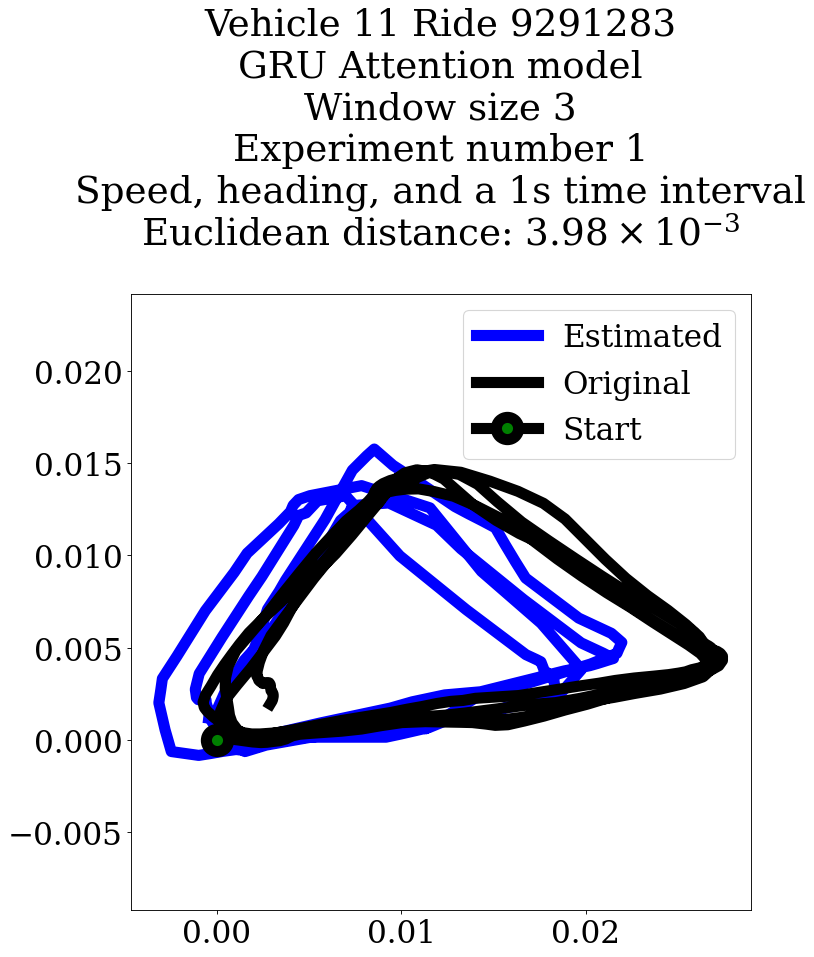 Vehicle 11 Ride 9291283
GRU Attention model
Window size 3
Experiment number 1
Speed, heading, and a 1s time interval
Euclidean distance: 3.98 × 10⁻³
Estimated
Original
Start
0.020
0.015
0.010
0.005
0.000
−0.005
0.00 0.01 0.02